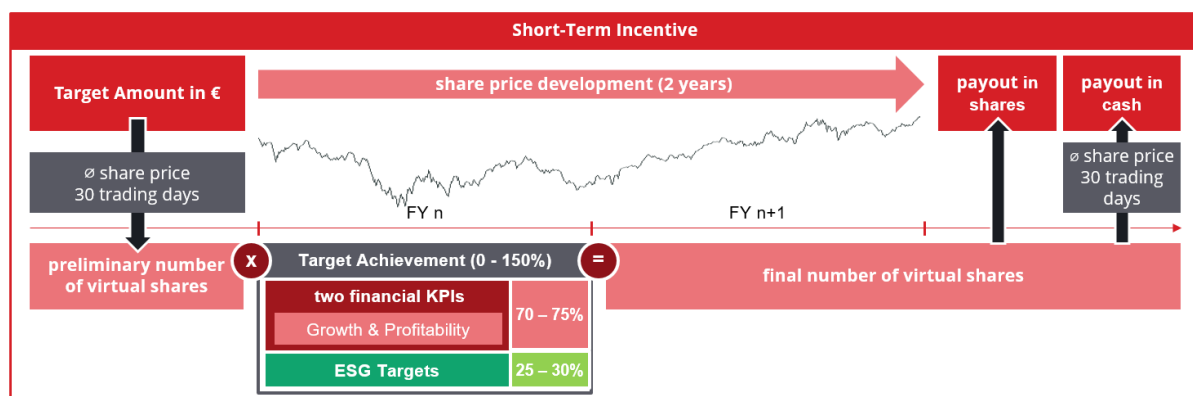 Short-Term Incentive
Target Amount in €
share price development (2 years)
payout in
shares
payout in
cash
ø share price
30 trading days
ø share price
30 trading
days
FY n
FY n+1
preliminary number
of virtual shares
x
Target Achievement (0 - 150%)
=
final number of virtual shares
two financial KPIs
Growth & Profitability
70 – 75%
ESG Targets
25 – 30%